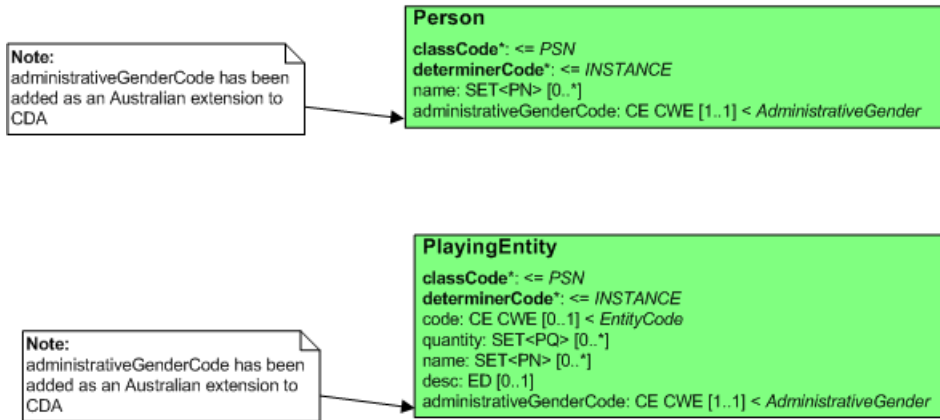 Note:
administrativeGenderCode has been
added as an Australian extension to
CDA
Person
classCode*: <= PSN
determinerCode*: <= INSTANCE
name: SET<PN> [0..*]
administrativeGenderCode: CE CWE [1..1] < AdministrativeGender
Note:
administrativeGenderCode has been
added as an Australian extension to
CDA
PlayingEntity
classCode*: <= PSN
determinerCode*: <= INSTANCE
code: CE CWE [0..1] < EntityCode
quantity: SET<PQ> [0..*]
name: SET<PN> [0..*]
desc: ED [0..1]
administrativeGenderCode: CE CWE [1..1] < AdministrativeGender